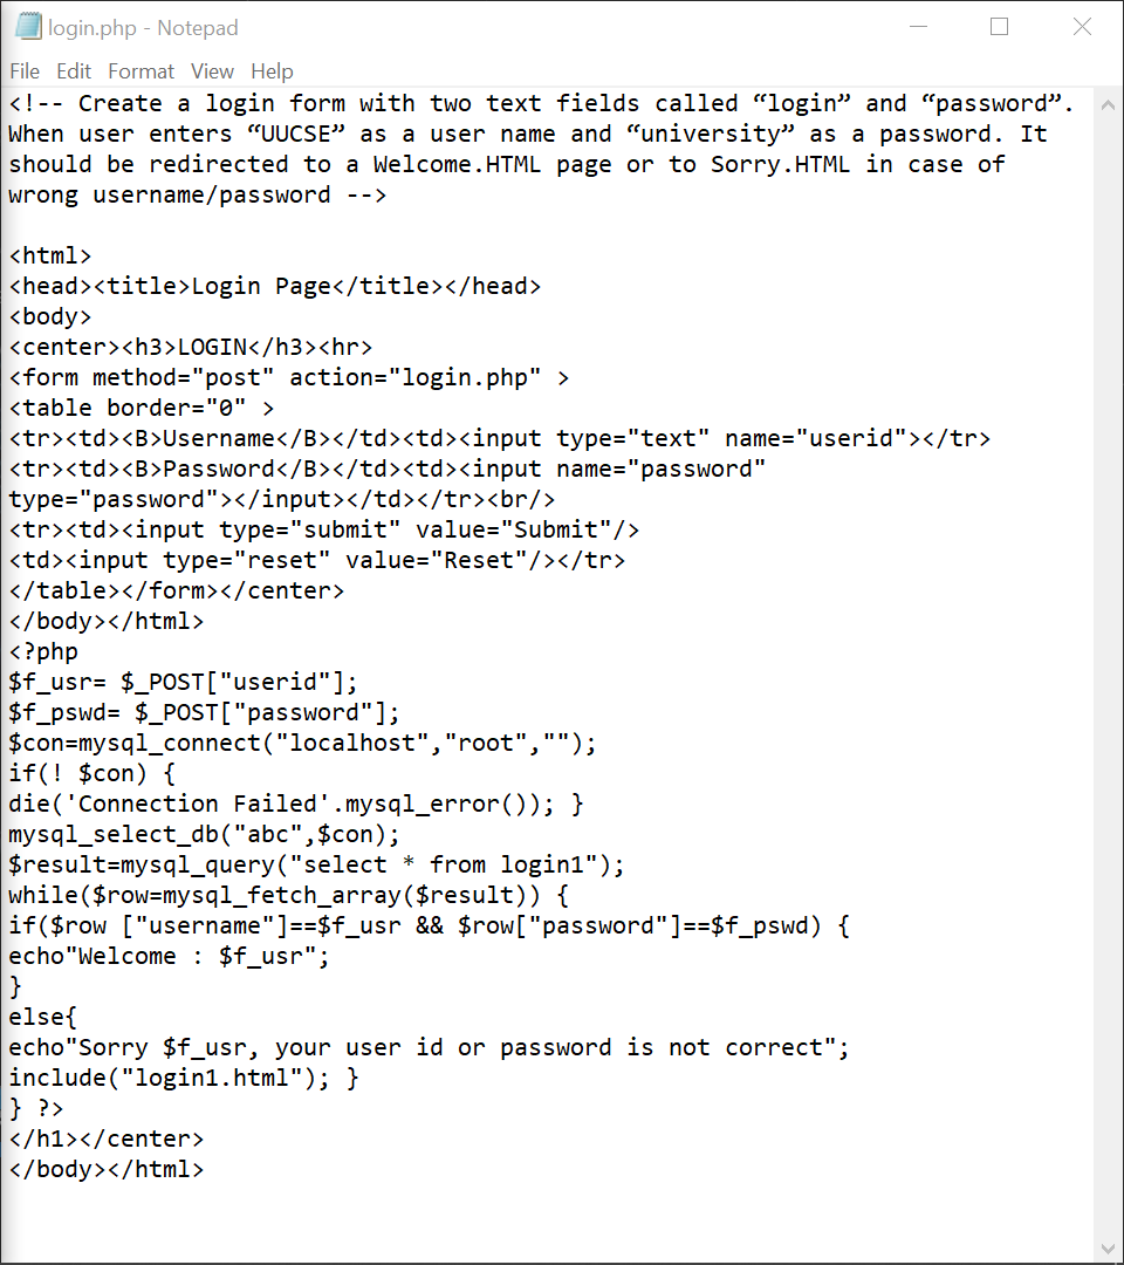 login.php - Notepad
File Edit Format View Help
<!-- Create a login form with two text fields called “login” and “password”.
When user enters “UUCSE” as a user name and “university” as a password. It
should be redirected to a Welcome.HTML page or to Sorry.HTML in case of
wrong username/password -->

<html>
<head><title>Login Page</title></head>
<body>
<center><h3>LOGIN</h3><hr>
<form method="post" action="login.php" >
<table border="0" >
<tr><td><B>Username</B></td><td><input type="text" name="userid"></tr>
<tr><td><B>Password</B></td><td><input name="password"
type="password"></input></td></tr><br/>
<tr><td><input type="submit" value="Submit"/>
<td><input type="reset" value="Reset"/></tr>
</table></form></center>
</body></html>
<?php
$f_usr= $_POST["userid"];
$f_pswd= $_POST["password"];
$con=mysql_connect("localhost","root","");
if(! $con) {
die('Connection Failed'.mysql_error()); }
mysql_select_db("abc",$con);
$result=mysql_query("select * from login1");
while($row=mysql_fetch_array($result)) {
if($row ["username"]==$f_usr && $row["password"]==$f_pswd) {
echo"Welcome : $f_usr";
}
else{
echo"Sorry $f_usr, your user id or password is not correct";
include("login1.html"); }
} ?>
</h1></center>
</body></html>